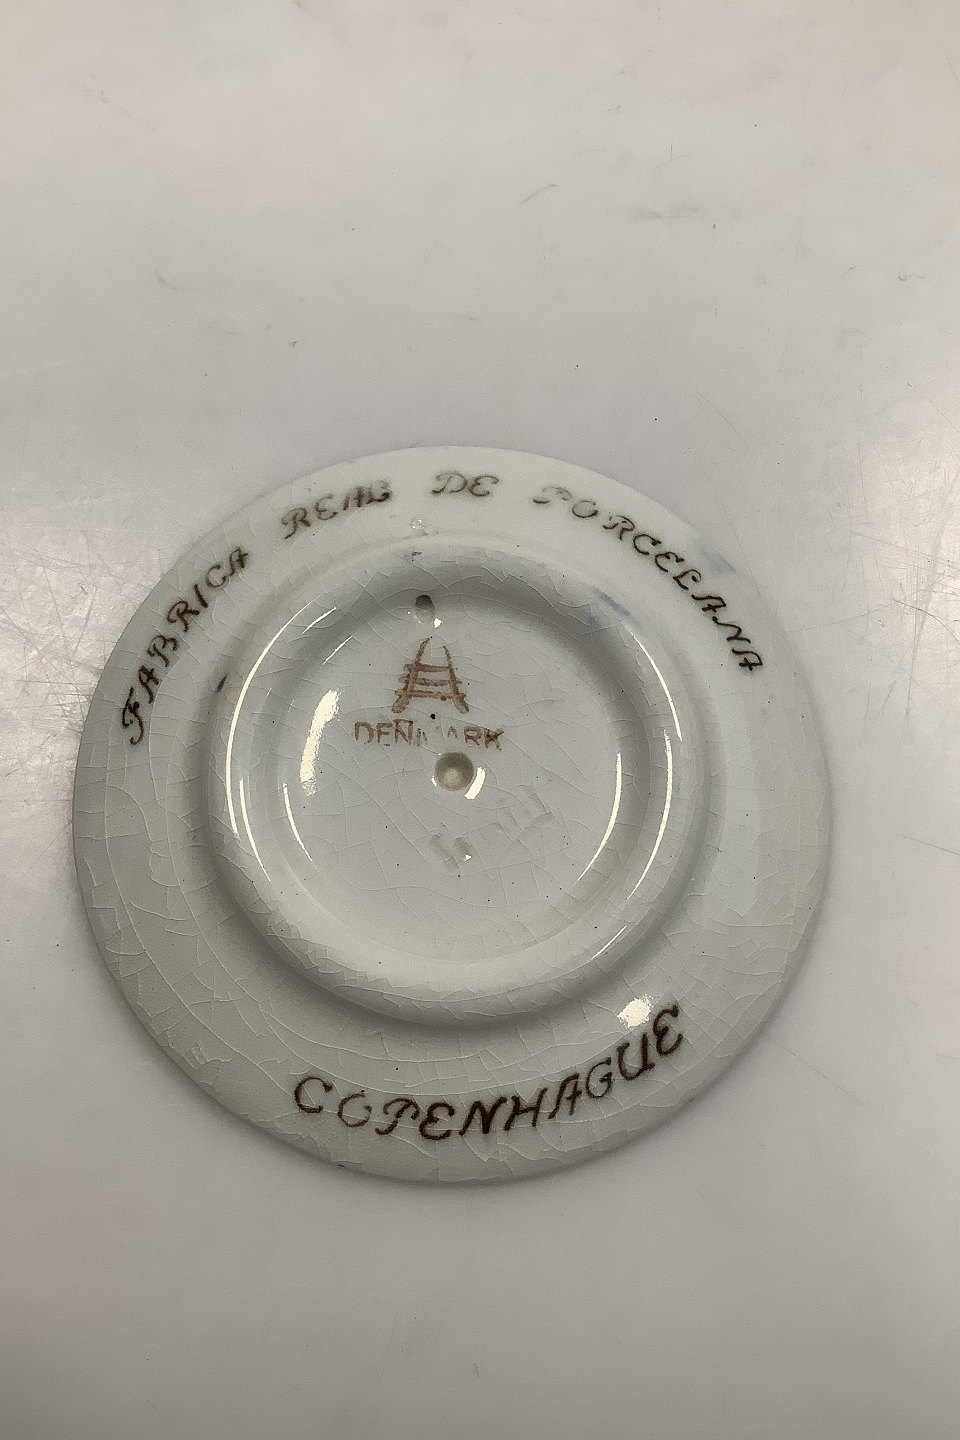 FABRICA REAL DE PORCELANA
DENMARK
COPENHAGUE